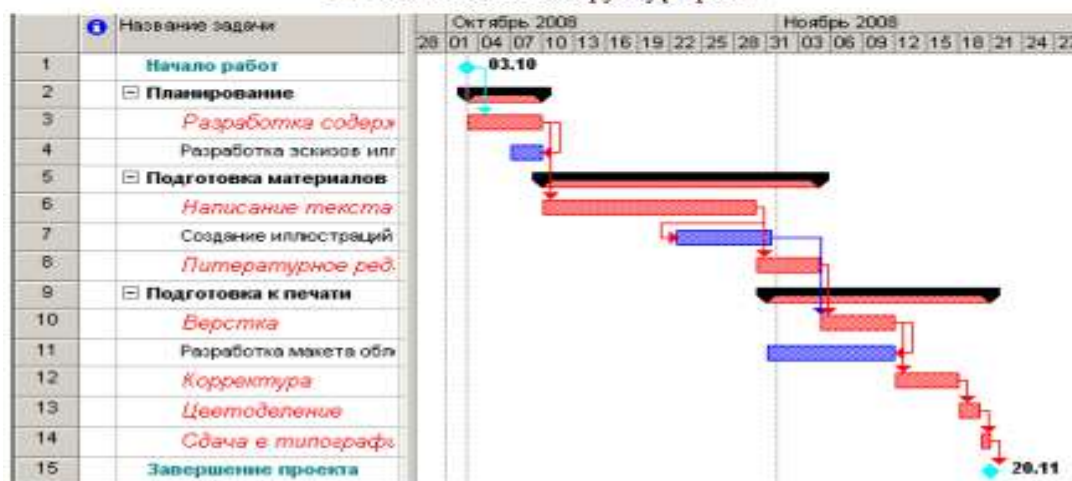 Название задачи
Октябрь 2008
Ноябрь 2008
28 01 04 07 10 13 16 19 22 25 28 31 03 06 09 12 15 18 21 24 27
1 Начало работ 03.10
2 Планирование
3 Разработка содерж
4 Разработка эскизов илл
5 Подготовка материалов
6 Написание текста
7 Создание иллюстраций
8 Литературное ред
9 Подготовка к печати
10 Верстка
11 Разработка макета обл
12 Корректура
13 Цветоделение
14 Сдача в типограф
15 Завершение проекта 20.11